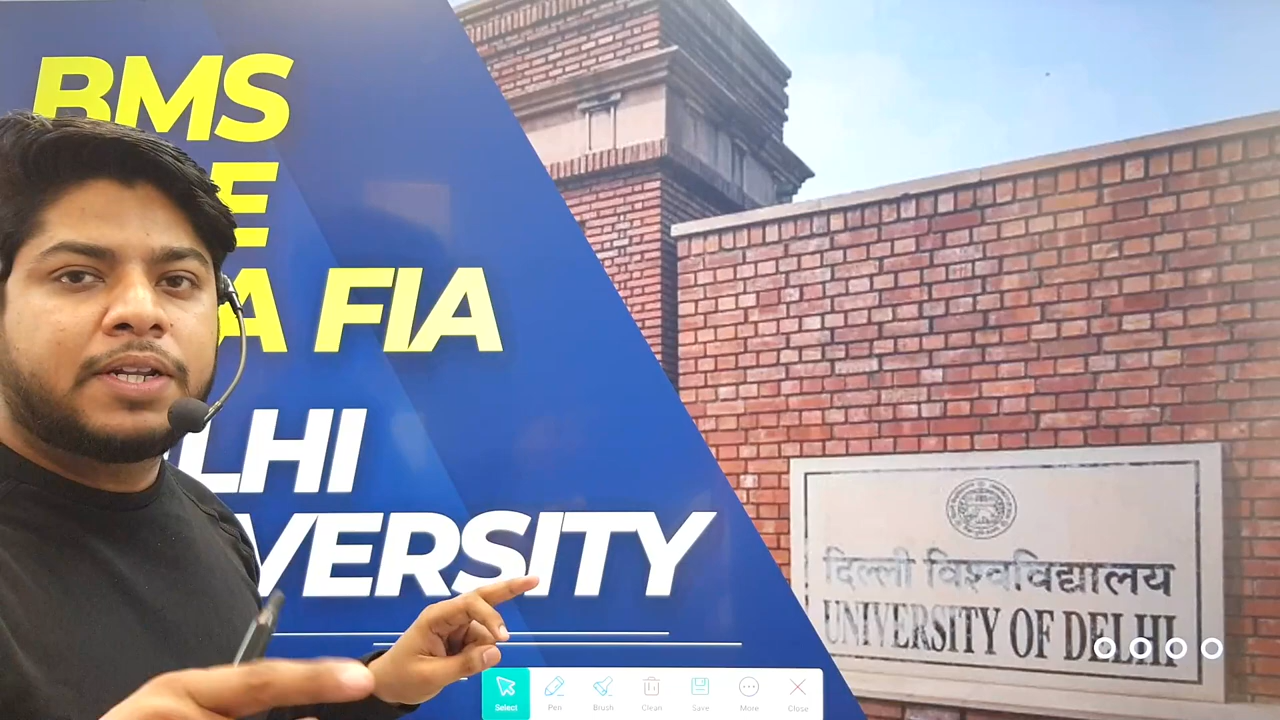 BMS
E
A FIA
LHI
VERSITY
दिल्ली विश्वविद्यालय
UNIVERSITY OF DELHI
Select
Pen
Brush
Clean
Save
More
Close